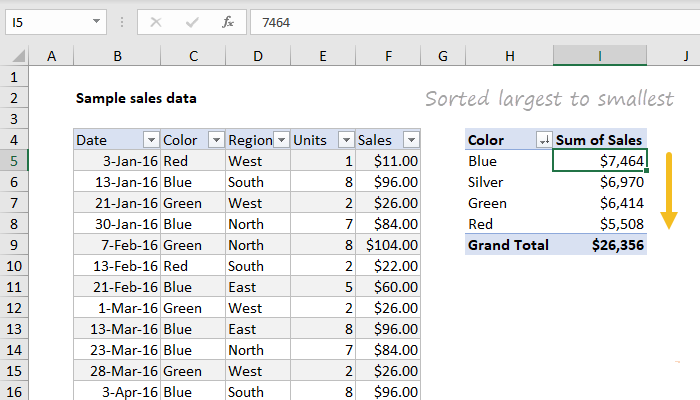 I5 fx 7464
A B C D E F G H I J
1
2 Sample sales data Sorted largest to smallest
3
4 Date Color Region Units Sales Color Sum of Sales
5 3-Jan-16 Red West 1 $11.00 Blue $7,464
6 13-Jan-16 Blue South 8 $96.00 Silver $6,970
7 21-Jan-16 Green West 2 $26.00 Green $6,414
8 30-Jan-16 Blue North 7 $84.00 Red $5,508
9 7-Feb-16 Green North 8 $104.00 Grand Total $26,356
10 13-Feb-16 Red South 2 $22.00
11 21-Feb-16 Blue East 5 $60.00
12 1-Mar-16 Green West 2 $26.00
13 13-Mar-16 Blue East 8 $96.00
14 23-Mar-16 Blue North 7 $84.00
15 28-Mar-16 Green West 2 $26.00
16 3-Apr-16 Blue South 8 $96.00